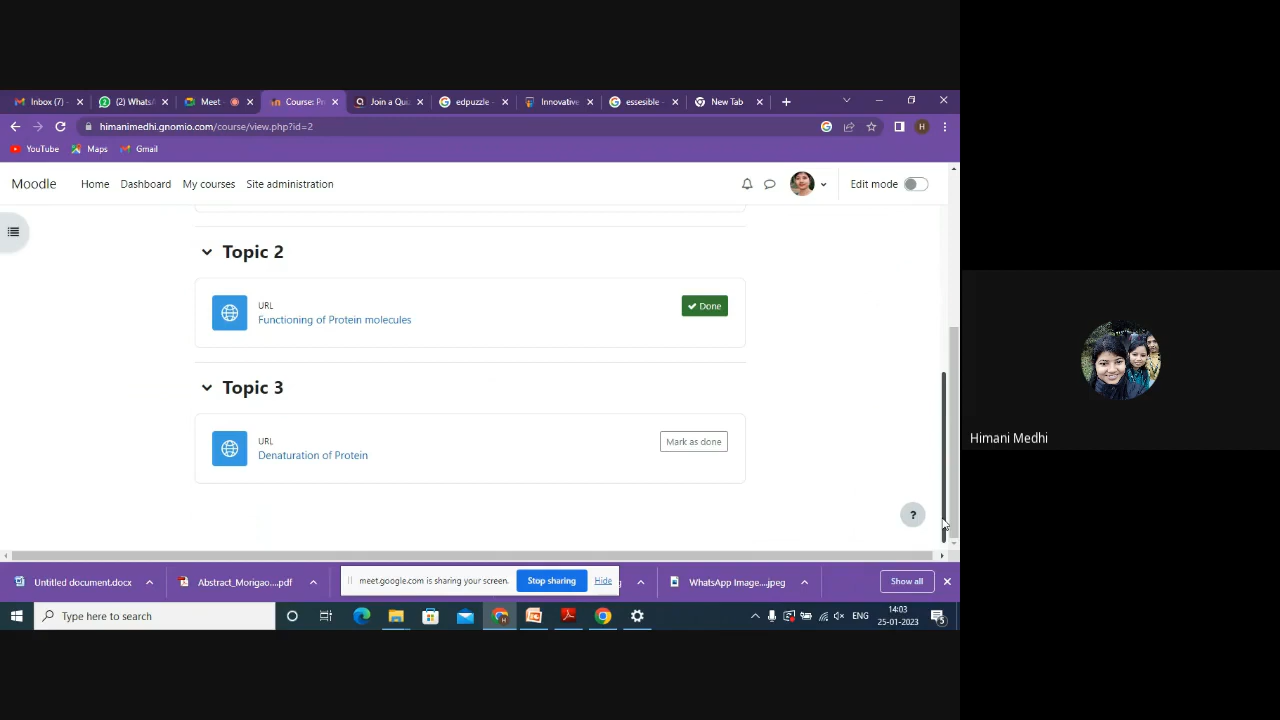 Inbox (7)
(2) Whats
Meet
Course: P
Join a Qui
edpuzzle -
Innovative
essesible -
New Tab
himanimedhi.gnomio.com/course/view.php?id=2
H
YouTube
Maps
Gmail
Moodle
Home
Dashboard
My courses
Site administration
Edit mode
Topic 2
URL
Functioning of Protein molecules
Done
Topic 3
URL
Denaturation of Protein
Mark as done
?
Himani Medhi
Untitled document.docx
Abstract_Morigao....pdf
meet.google.com is sharing your screen.
Stop sharing
Hide
WhatsApp Image....jpeg
Show all
Type here to search
ENG
14:03
25-01-2023
5